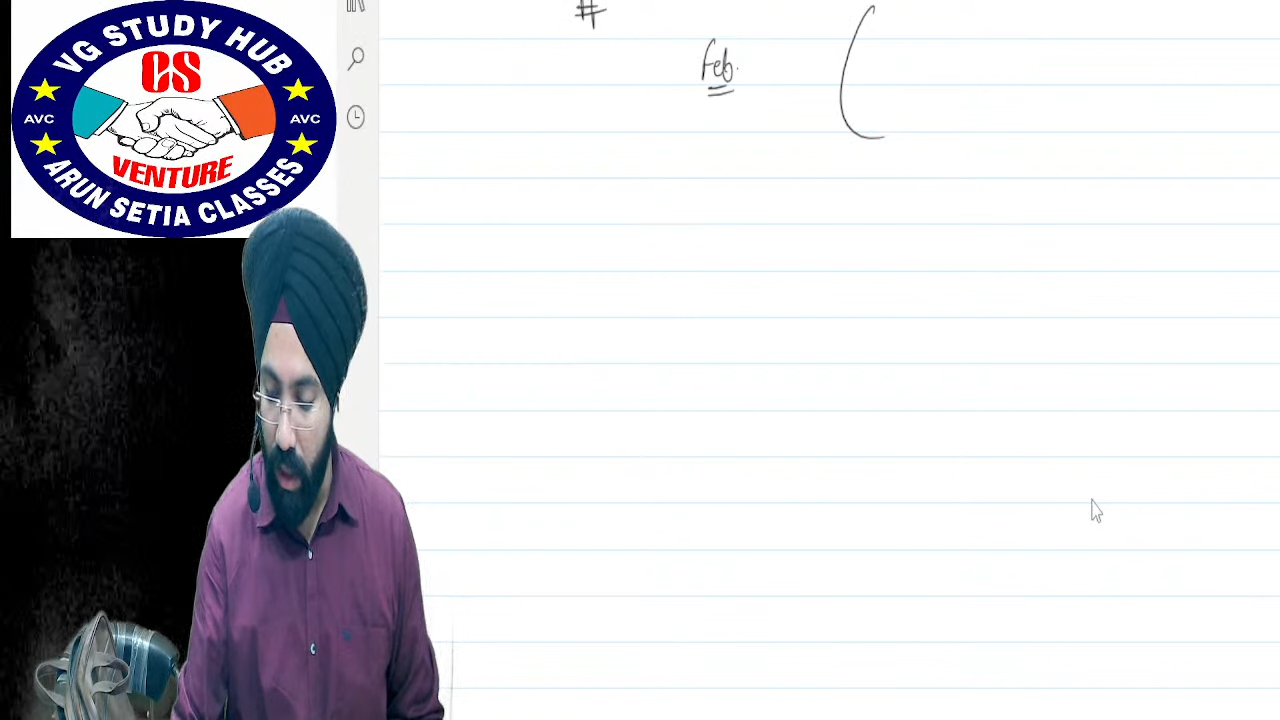 VG STUDY HUB
CS
AVC
AVC
VENTURE
ARUN SETIA CLASSES
#
Feb.
(